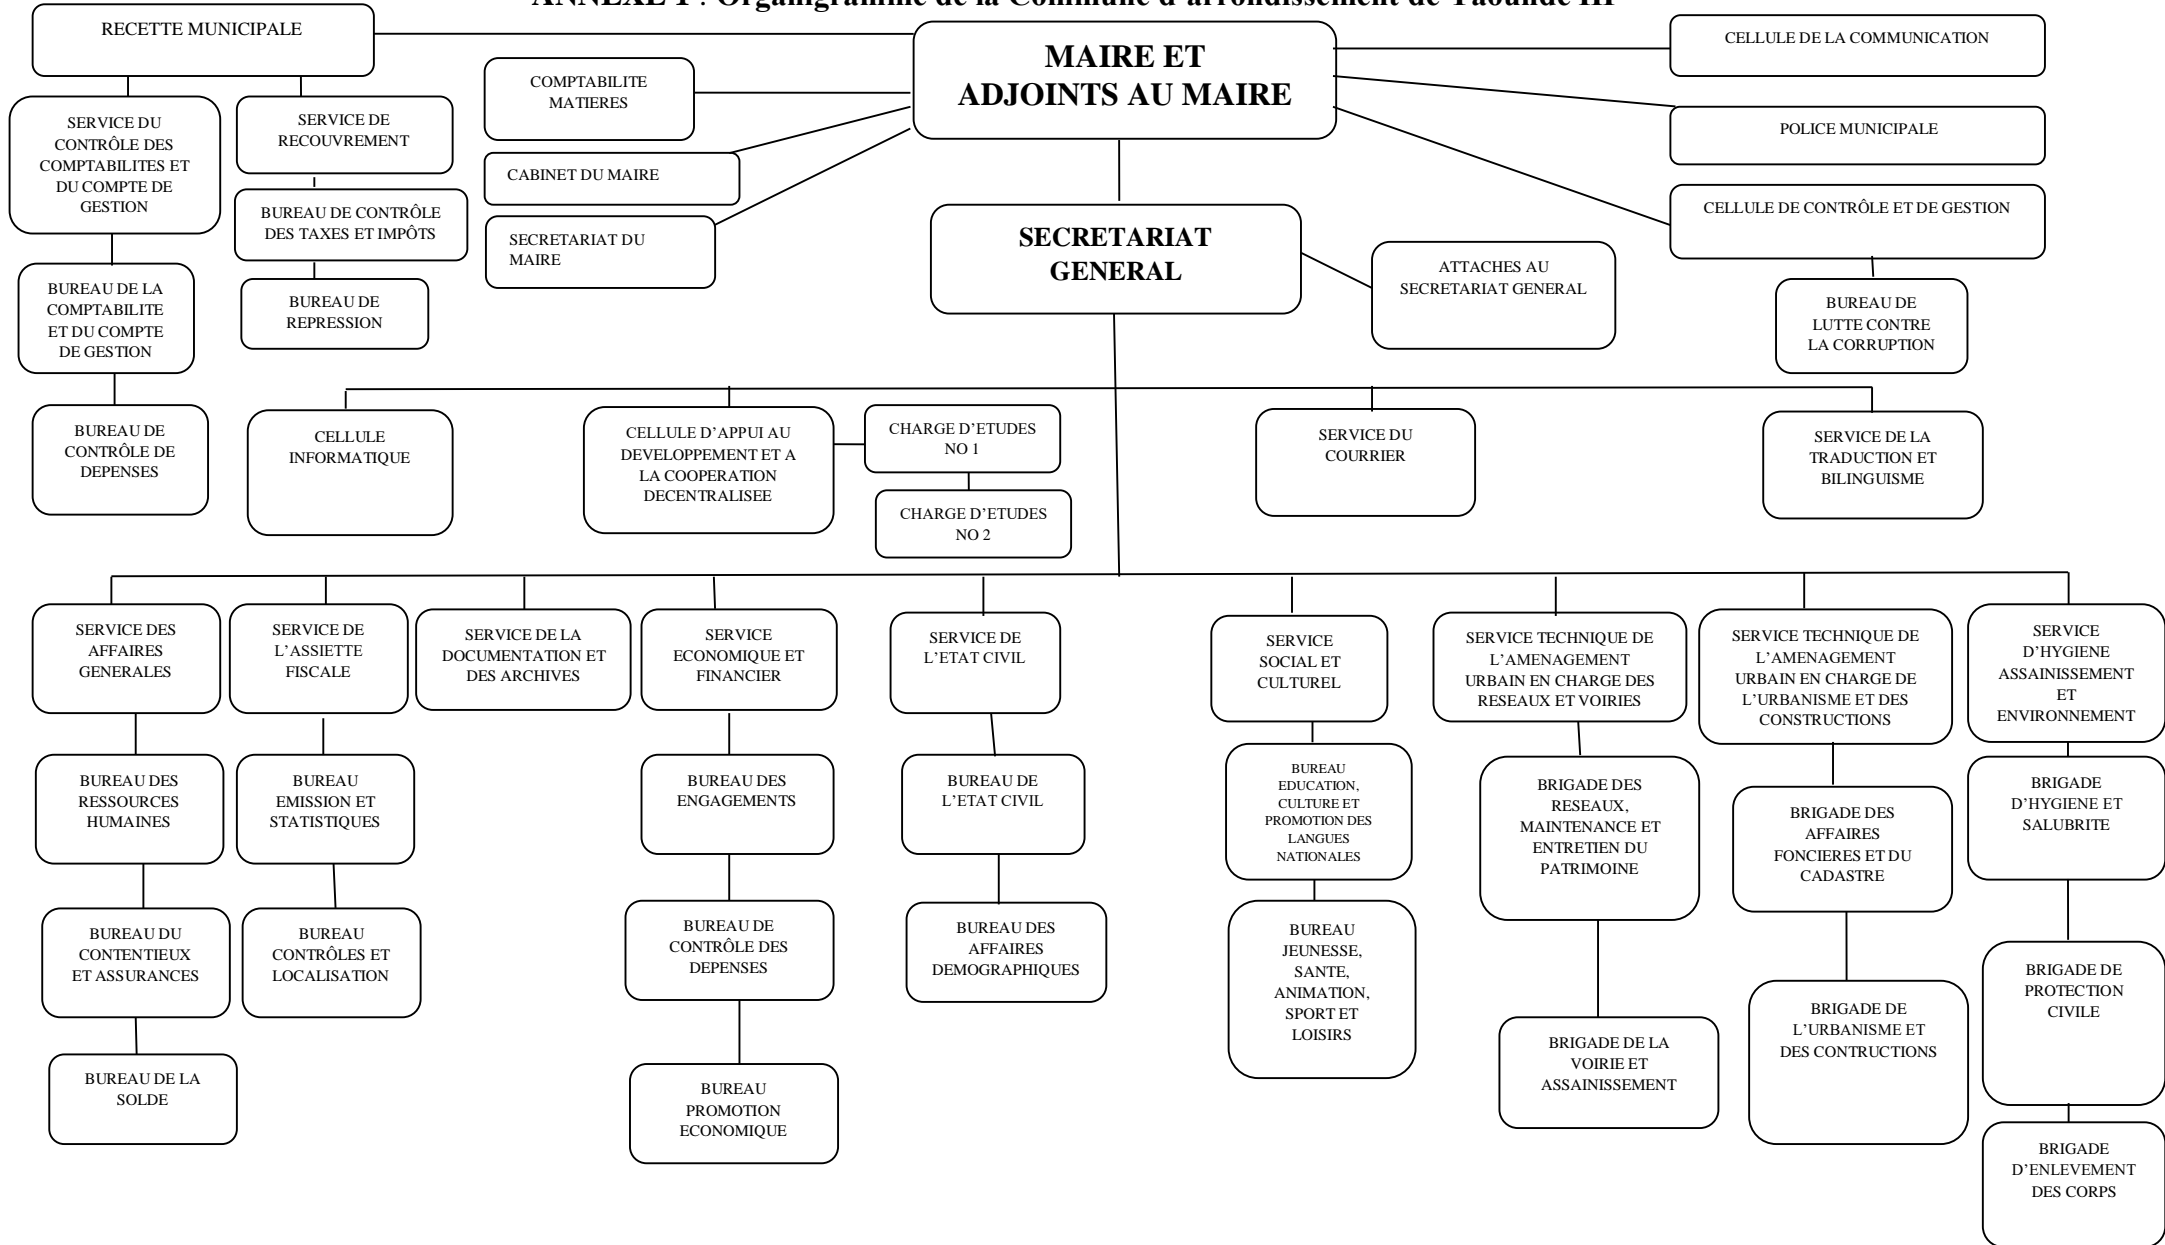 ANNEXE 1 : Organigramme de la Commune d'arrondissement de Yaoundé III
RECETTE MUNICIPALE
MAIRE ET
ADJOINTS AU MAIRE
CELLULE DE LA COMMUNICATION
COMPTABILITE
MATIERES
SERVICE DU
CONTRÔLE DES
COMPTABILITES ET
DU COMPTE DE
GESTION
SERVICE DE
RECOUVREMENT
POLICE MUNICIPALE
CABINET DU MAIRE
BUREAU DE CONTRÔLE
DES TAXES ET IMPÔTS
SECRETARIAT DU
MAIRE
SECRETARIAT
GENERAL
CELLULE DE CONTRÔLE ET DE GESTION
ATTACHES AU
SECRETARIAT GENERAL
BUREAU DE LA
COMPTABILITE
ET DU COMPTE
DE GESTION
BUREAU DE
REPRESSION
BUREAU DE
LUTTE CONTRE
LA CORRUPTION
BUREAU DE
CONTRÔLE DE
DEPENSES
CELLULE
INFORMATIQUE
CELLULE D’APPUI AU
DEVELOPPEMENT ET A
LA COOPERATION
DECENTRALISEE
CHARGE D’ETUDES
NO 1
CHARGE D’ETUDES
NO 2
SERVICE DU
COURRIER
SERVICE DE LA
TRADUCTION ET
BILINGUISME
SERVICE DES
AFFAIRES
GENERALES
SERVICE DE
L’ASSIETTE
FISCALE
SERVICE DE LA
DOCUMENTATION ET
DES ARCHIVES
SERVICE
ECONOMIQUE ET
FINANCIER
SERVICE DE
L’ETAT CIVIL
SERVICE
SOCIAL ET
CULTUREL
SERVICE TECHNIQUE DE
L’AMENAGEMENT
URBAIN EN CHARGE DES
RESEAUX ET VOIRIES
SERVICE TECHNIQUE DE
L’AMENAGEMENT
URBAIN EN CHARGE DE
L’URBANISME ET DES
CONSTRUCTIONS
SERVICE
D’HYGIENE
ASSAINISSEMENT
ET
ENVIRONNEMENT
BUREAU DES
RESSOURCES
HUMAINES
BUREAU
EMISSION ET
STATISTIQUES
BUREAU DES
ENGAGEMENTS
BUREAU DE
L’ETAT CIVIL
BUREAU
EDUCATION,
CULTURE ET
PROMOTION DES
LANGUES
NATIONALES
BRIGADE DES
RESEAUX,
MAINTENANCE ET
ENTRETIEN DU
PATRIMOINE
BRIGADE DES
AFFAIRES
FONCIERES ET DU
CADASTRE
BRIGADE
D’HYGIENE ET
SALUBRITE
BUREAU DU
CONTENTIEUX
ET ASSURANCES
BUREAU
CONTRÔLES ET
LOCALISATION
BUREAU DE
CONTRÔLE DES
DEPENSES
BUREAU DES
AFFAIRES
DEMOGRAPHIQUES
BUREAU
JEUNESSE,
SANTE,
ANIMATION,
SPORT ET
LOISIRS
BRIGADE DE LA
VOIRIE ET
ASSAINISSEMENT
BRIGADE DE
L’URBANISME ET
DES CONTRUCTIONS
BRIGADE DE
PROTECTION
CIVILE
BUREAU DE LA
SOLDE
BUREAU
PROMOTION
ECONOMIQUE
BRIGADE
D’ENLEVEMENT
DES CORPS